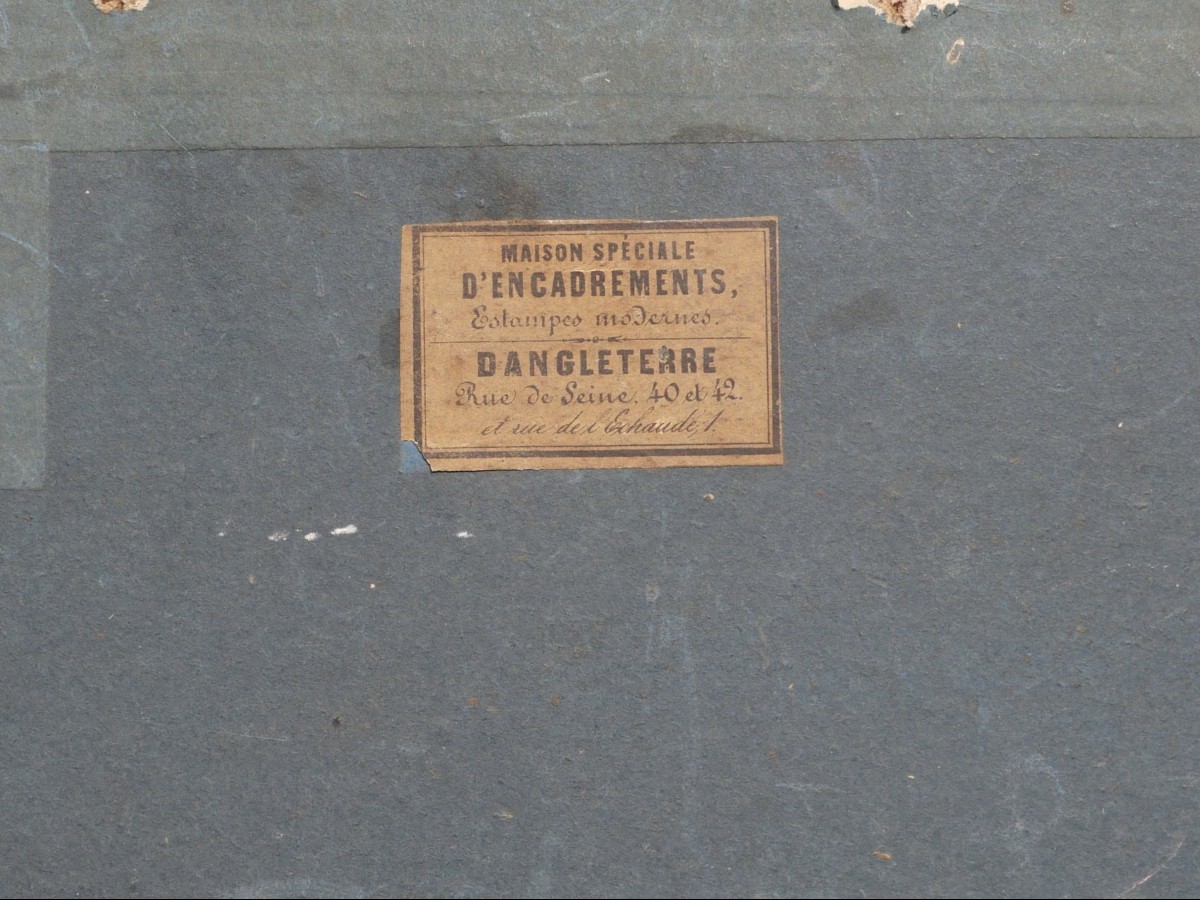 MAISON SPÉCIALE
D'ENCADREMENTS,
Estampes modernes.
DANGLETERRE
Rue de Seine. 40 et 42.
et rue de l'Echaudé, 1.